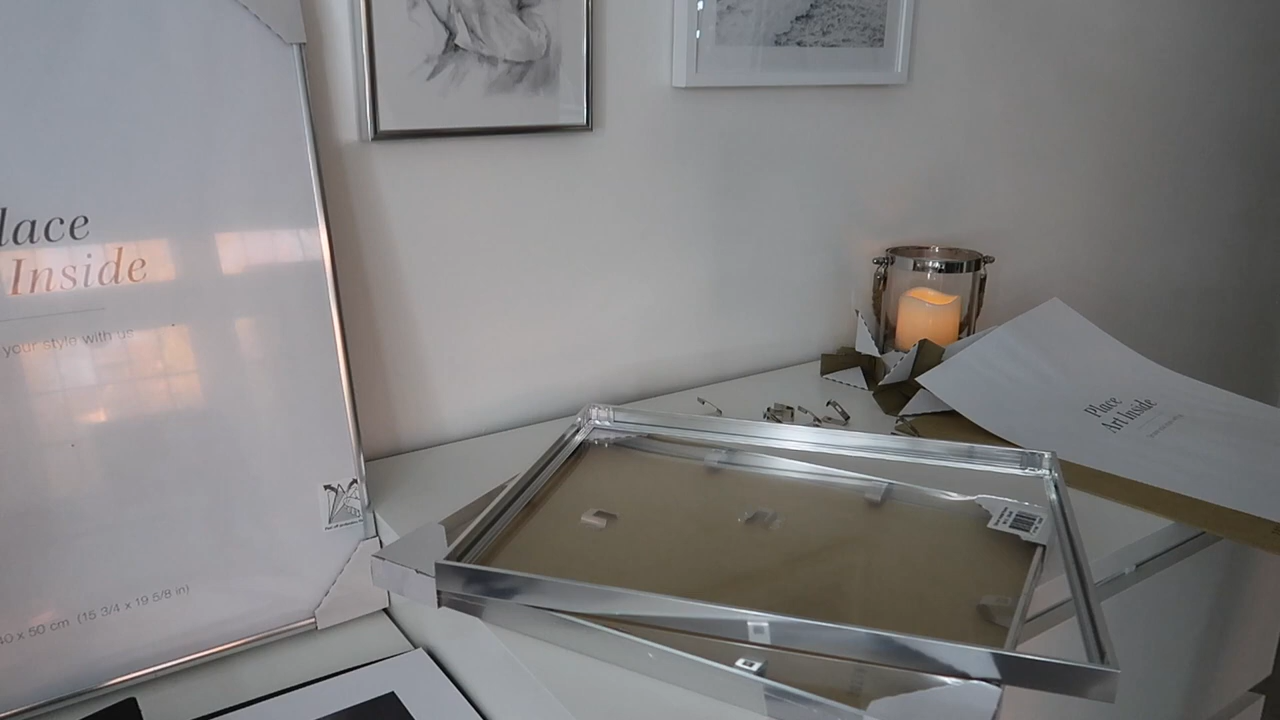 lace
Inside
your style with us
40 x 50 cm (15 3/4 x 19 5/8 in)
Place
Art Inside